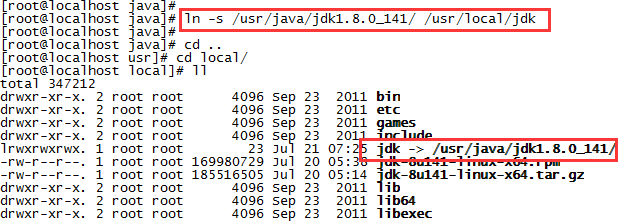 [root@localhost java]#
[root@localhost java]# ln -s /usr/java/jdk1.8.0_141/ /usr/local/jdk
[root@localhost java]#
[root@localhost java]# cd ..
[root@localhost usr]# cd local/
[root@localhost local]# ll
total 347212
drwxr-xr-x. 2 root root 4096 Sep 23 2011 bin
drwxr-xr-x. 2 root root 4096 Sep 23 2011 etc
drwxr-xr-x. 2 root root 4096 Sep 23 2011 games
drwxr-xr-x. 2 root root 4096 Sep 23 2011 include
lrwxrwxrwx. 1 root root 23 Jul 21 07:25 jdk -> /usr/java/jdk1.8.0_141/
-rw-r--r--. 1 root root 169980729 Jul 20 05:30 jdk-8u141-linux-x64.rpm
-rw-r--r--. 1 root root 185516505 Jul 20 05:14 jdk-8u141-linux-x64.tar.gz
drwxr-xr-x. 2 root root 4096 Sep 23 2011 lib
drwxr-xr-x. 2 root root 4096 Sep 23 2011 lib64
drwxr-xr-x. 2 root root 4096 Sep 23 2011 libexec